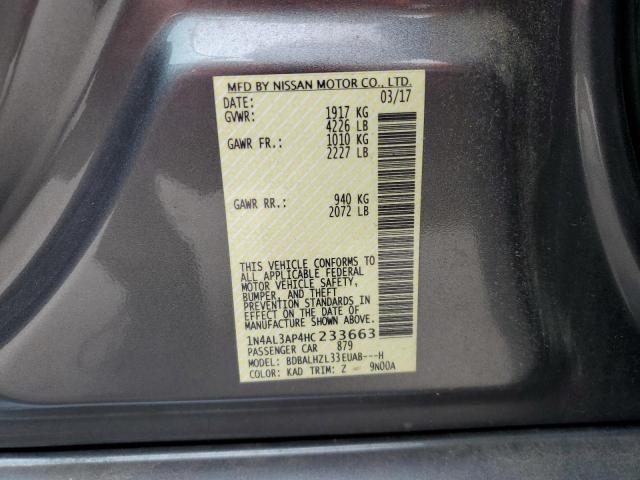 MFD BY NISSAN MOTOR CO., LTD.
DATE: 03/17
GVWR: 1917 KG
4226 LB
GAWR FR.: 1010 KG
2227 LB
GAWR RR.: 940 KG
2072 LB
THIS VEHICLE CONFORMS TO
ALL APPLICABLE FEDERAL
MOTOR VEHICLE SAFETY,
BUMPER, AND THEFT
PREVENTION STANDARDS IN
EFFECT ON THE DATE OF
MANUFACTURE SHOWN ABOVE.
1N4AL3AP4HC233663
PASSENGER CAR 879
MODEL: BDBALHZL33EUAB---H
COLOR: KAD TRIM: Z 9N00A